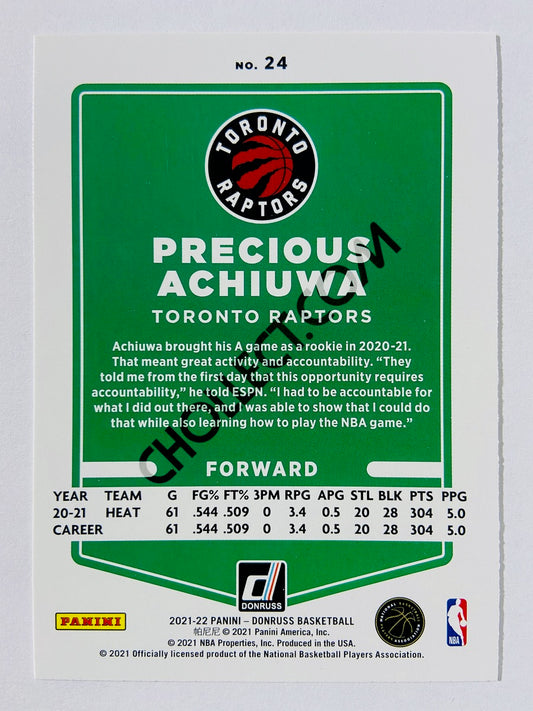 NO. 24
TORONTO
RAPTORS
PRECIOUS
ACHIUWA
TORONTO RAPTORS
Achiuwa brought his A game as a rookie in 2020-21.
That meant great activity and accountability. “They
told me from the first day that this opportunity requires
accountability,” he told ESPN. “I had to be accountable for
what I did out there, and I was able to show that I could do
that while also learning how to play the NBA game.”
CHOLLECT.COM
FORWARD
YEAR TEAM G FG% FT% 3PM RPG APG STL BLK PTS PPG
20-21 HEAT 61 .544 .509 0 3.4 0.5 20 28 304 5.0
CAREER 61 .544 .509 0 3.4 0.5 20 28 304 5.0
DONRUSS
PANINI
2021-22 PANINI – DONRUSS BASKETBALL
帕尼尼 © 2021 Panini America, Inc.
© 2021 NBA Properties, Inc. Produced in the USA.
© 2021 Officially licensed product of the National Basketball Players Association.
NBA